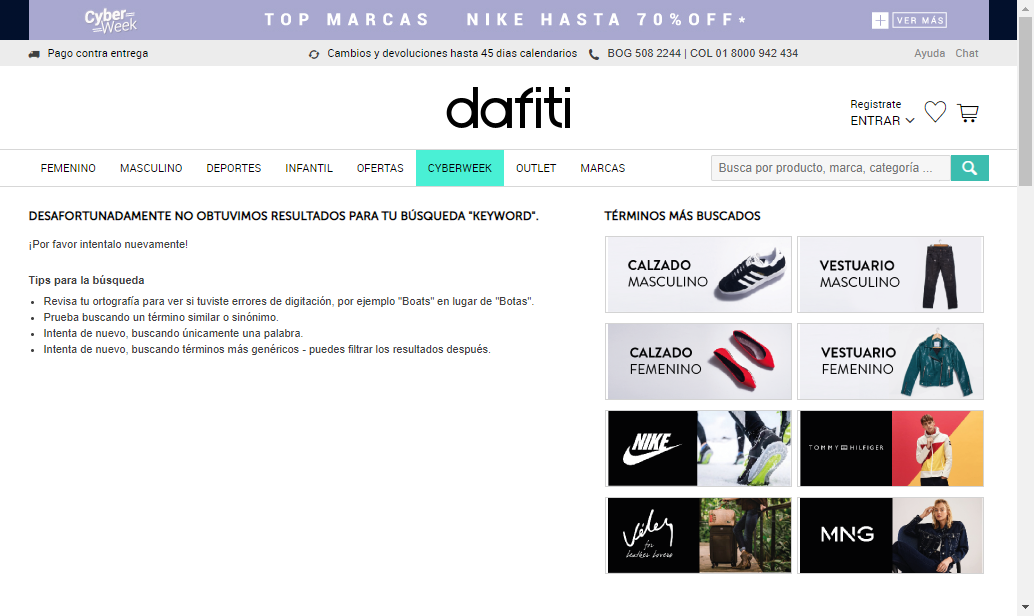 Cyber Week
TOP MARCAS NIKE HASTA 70%OFF*
VER MÁS
Pago contra entrega
Cambios y devoluciones hasta 45 dias calendarios
BOG 508 2244 | COL 01 8000 942 434
Ayuda Chat
dafiti
Registrate
ENTRAR
FEMENINO MASCULINO DEPORTES INFANTIL OFERTAS CYBERWEEK OUTLET MARCAS
Busca por producto, marca, categoría ...
DESAFORTUNADAMENTE NO OBTUVIMOS RESULTADOS PARA TU BÚSQUEDA "KEYWORD".
¡Por favor intentalo nuevamente!
Tips para la búsqueda
Revisa tu ortografía para ver si tuviste errores de digitación, por ejemplo "Boats" en lugar de "Botas".
Prueba buscando un término similar o sinónimo.
Intenta de nuevo, buscando únicamente una palabra.
Intenta de nuevo, buscando términos más genéricos - puedes filtrar los resultados después.
TÉRMINOS MÁS BUSCADOS
CALZADO
MASCULINO
VESTUARIO
MASCULINO
CALZADO
FEMENINO
VESTUARIO
FEMENINO
NIKE
TOMMY HILFIGER
Vélez
for
Leather Lovers
MNG